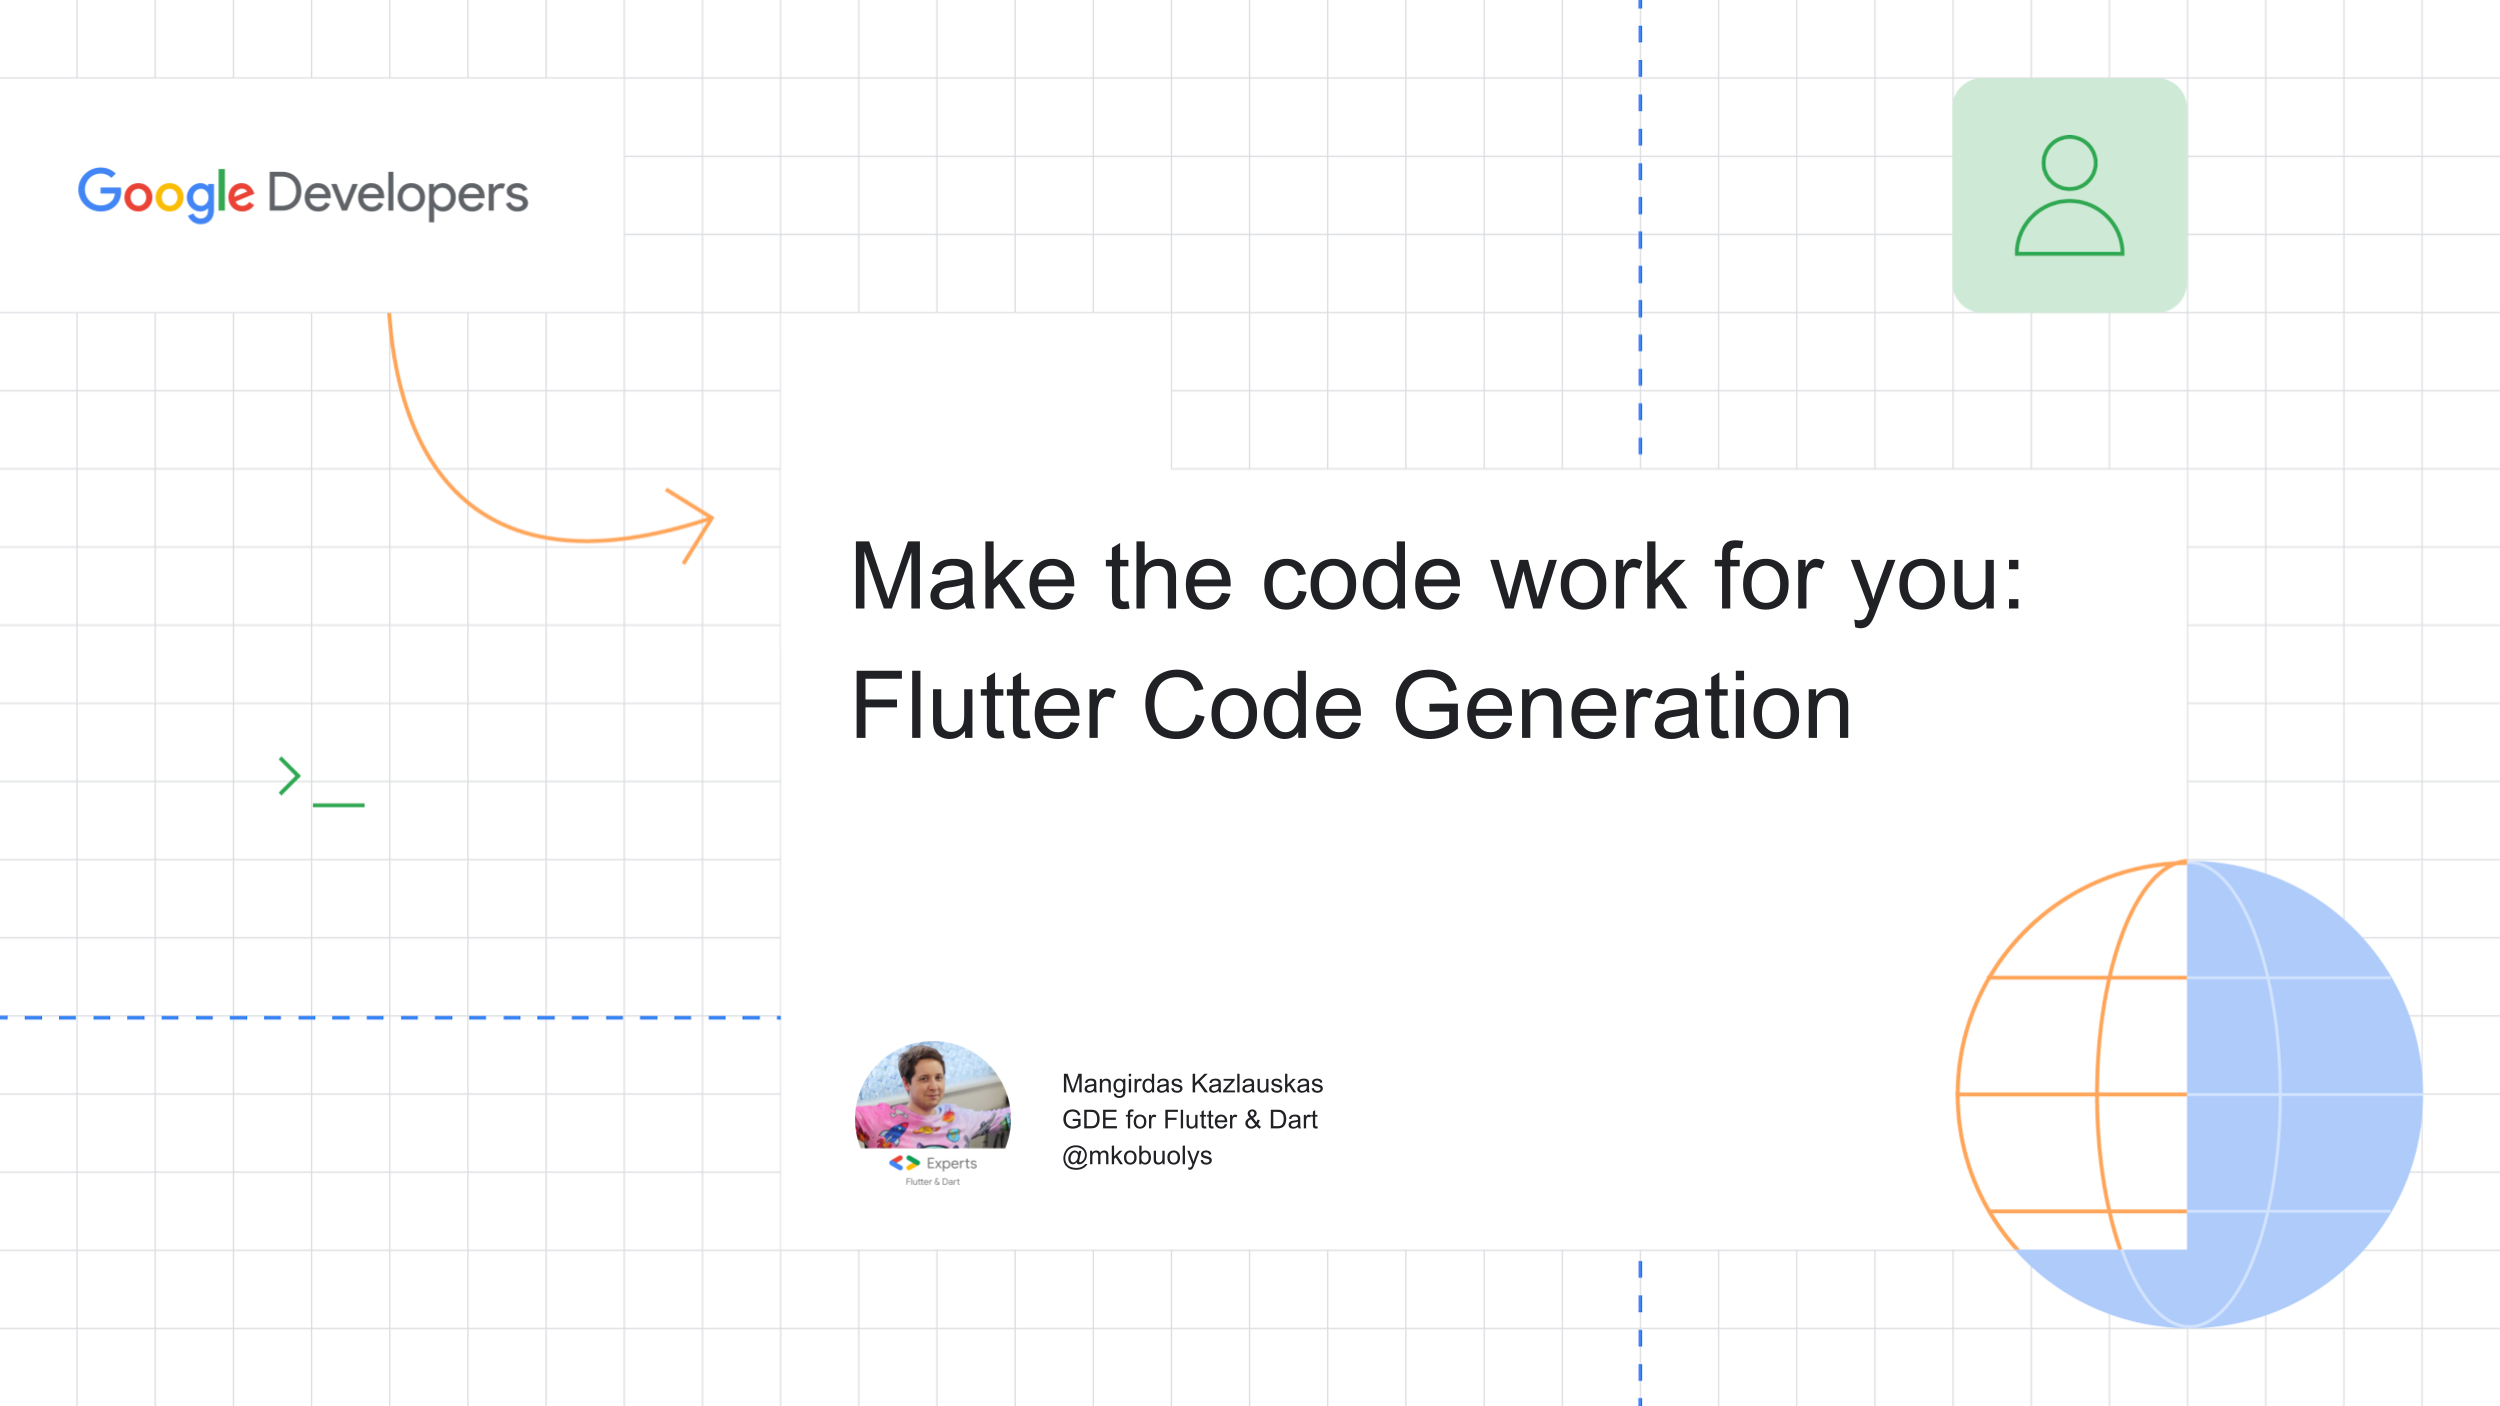 Google Developers
Make the code work for you:
Flutter Code Generation
Mangirdas Kazlauskas
GDE for Flutter & Dart
@mkobuolys
Experts
Flutter & Dart